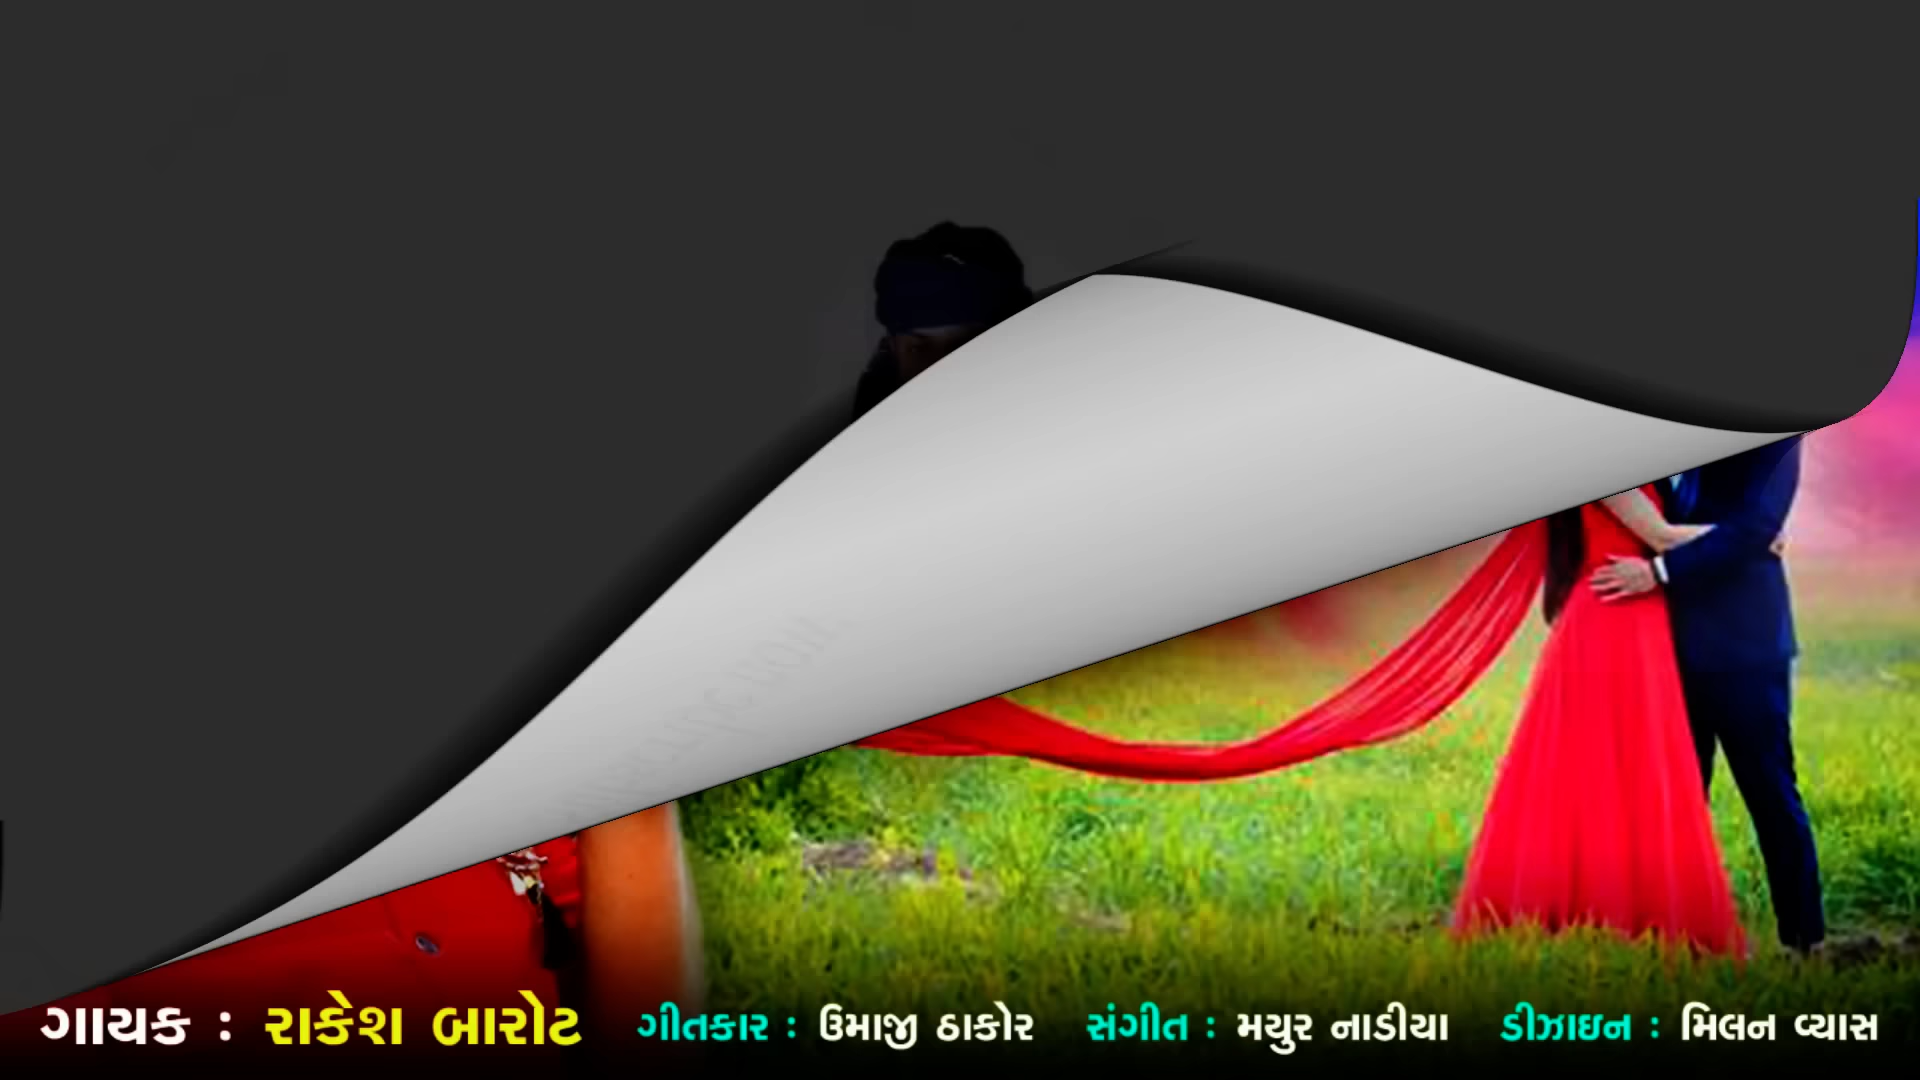 ગાયક : રાકેશ બારોટ ગીતકાર : ઉમાજી ઠાકોર સંગીત : મયુર નાડીયા ડીઝાઇન : મિલન વ્યાસ